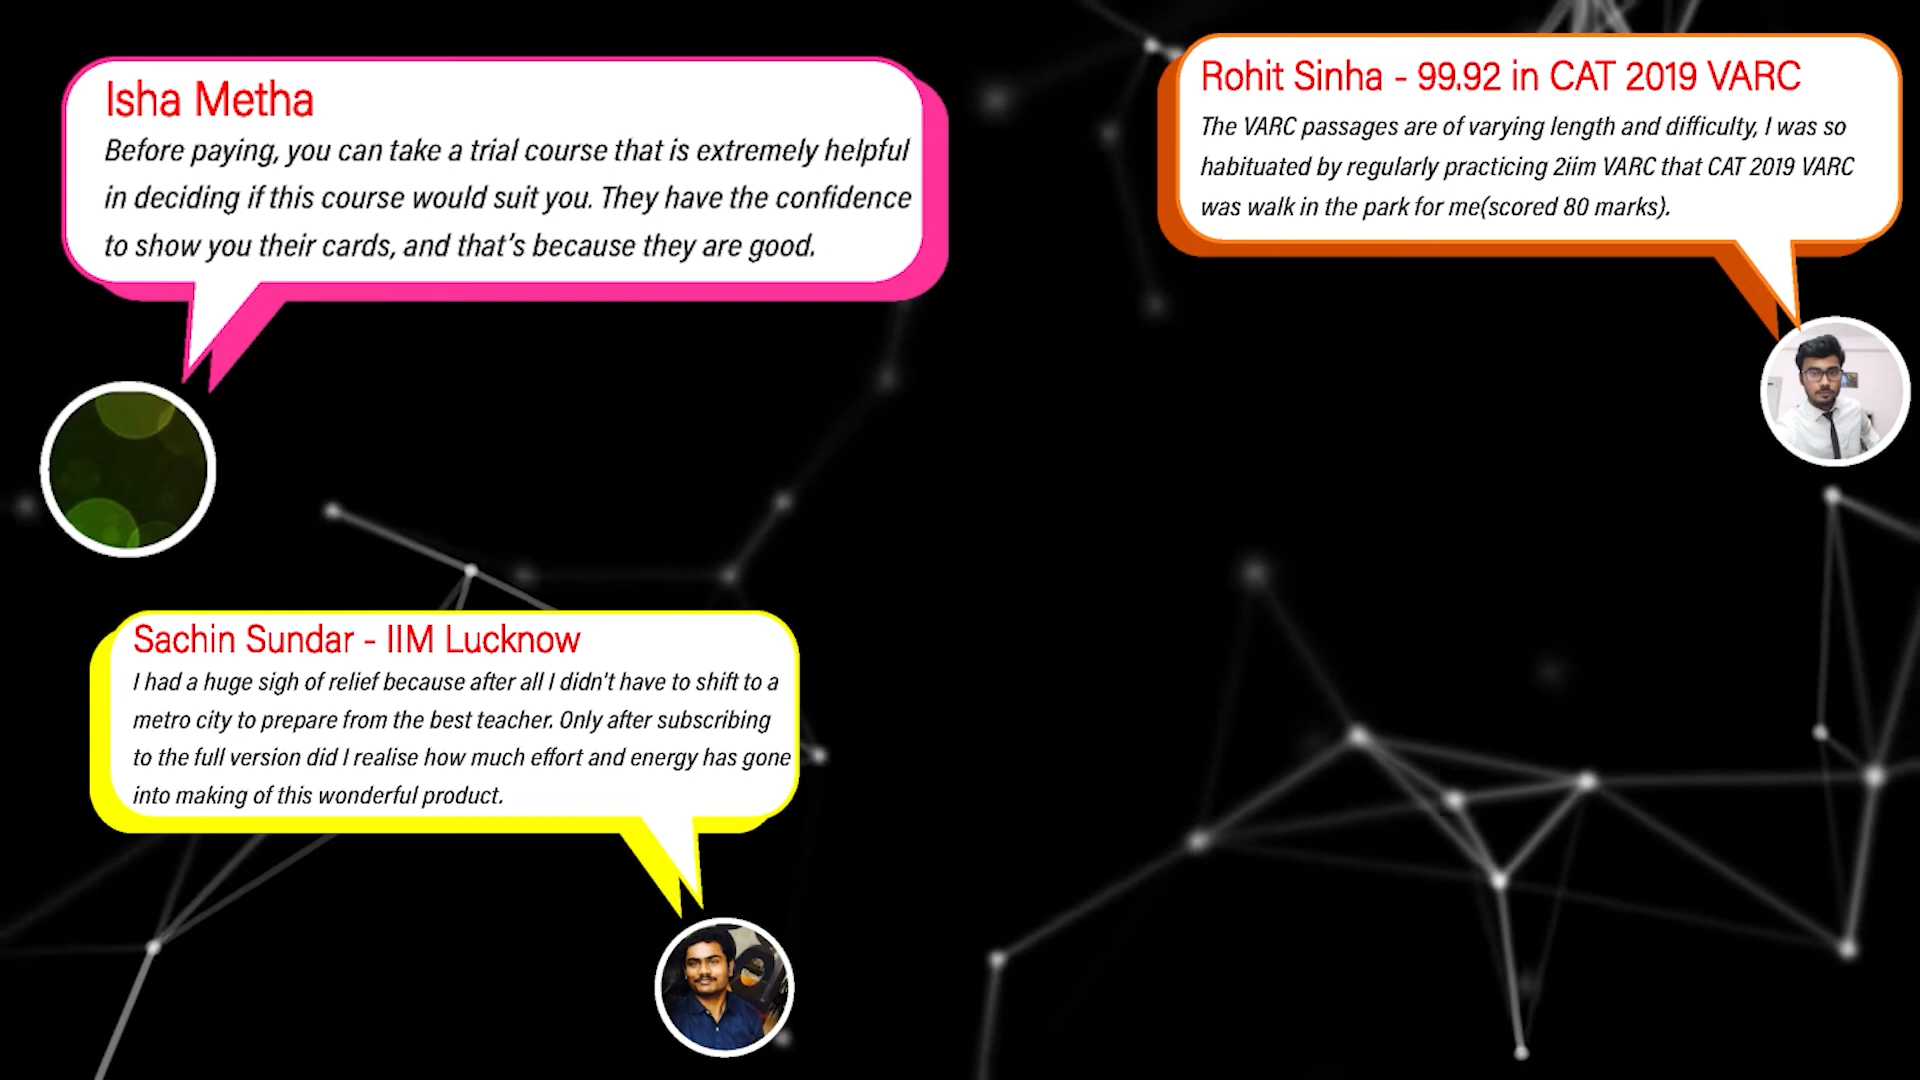 Isha Metha
Before paying, you can take a trial course that is extremely helpful
in deciding if this course would suit you. They have the confidence
to show you their cards, and that's because they are good.
Rohit Sinha - 99.92 in CAT 2019 VARC
The VARC passages are of varying length and difficulty, I was so
habituated by regularly practicing 2iim VARC that CAT 2019 VARC
was walk in the park for me(scored 80 marks).
Sachin Sundar - IIM Lucknow
I had a huge sigh of relief because after all I didn't have to shift to a
metro city to prepare from the best teacher. Only after subscribing
to the full version did I realise how much effort and energy has gone
into making of this wonderful product.